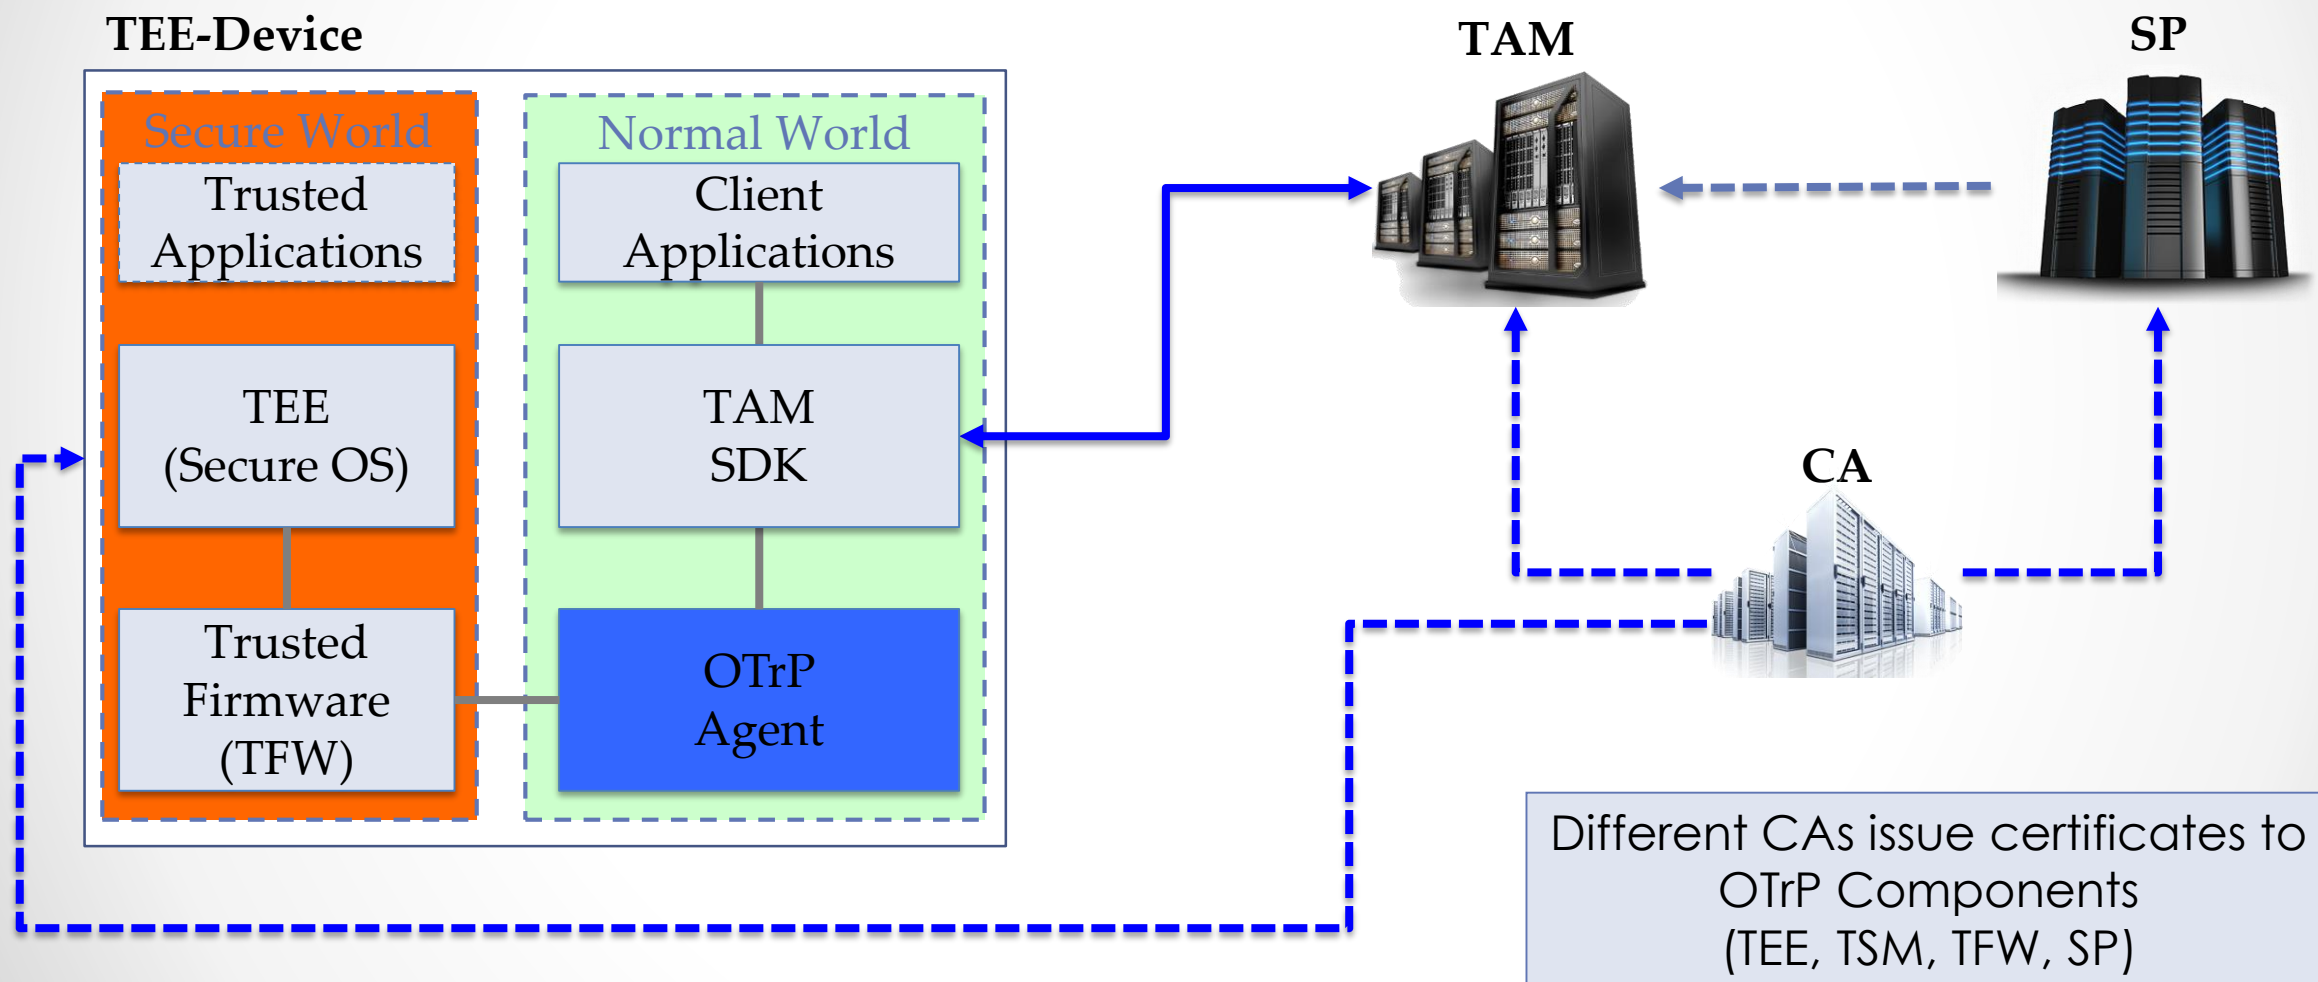 TEE-Device
Secure World
Trusted
Applications
TEE
(Secure OS)
Trusted
Firmware
(TFW)
Normal World
Client
Applications
TAM
SDK
OTrP
Agent
TAM
SP
CA
Different CAs issue certificates to
OTrP Components
(TEE, TSM, TFW, SP)